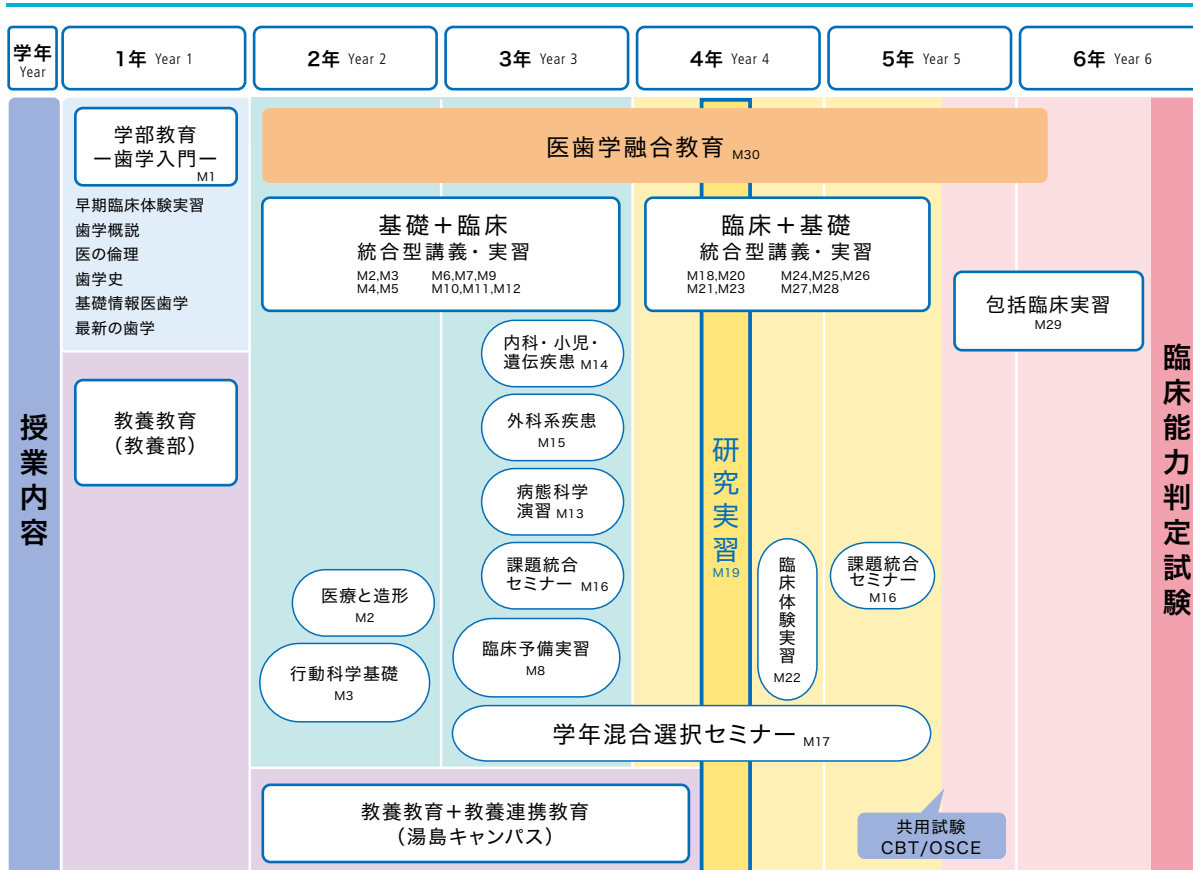 学年
Year
1年 Year 1
2年 Year 2
3年 Year 3
4年 Year 4
5年 Year 5
6年 Year 6
授業内容
学部教育
―歯学入門―
M1
早期臨床体験実習
歯学概説
医の倫理
歯学史
基礎情報医歯学
最新の歯学
教養教育
（教養部）
医歯学融合教育 M30
基礎＋臨床
統合型講義・実習
M2,M3 M6,M7,M9
M4,M5 M10,M11,M12
臨床＋基礎
統合型講義・実習
M18,M20 M24,M25,M26
M21,M23 M27,M28
包括臨床実習
M29
内科・小児・
遺伝疾患 M14
外科系疾患
M15
病態科学
演習 M13
課題統合
セミナー M16
医療と造形
M2
行動科学基礎
M3
臨床予備実習
M8
研究実習
M19
臨床体験実習
M22
課題統合
セミナー
M16
学年混合選択セミナー M17
教養教育＋教養連携教育
（湯島キャンパス）
共用試験
CBT/OSCE
臨床能力判定試験